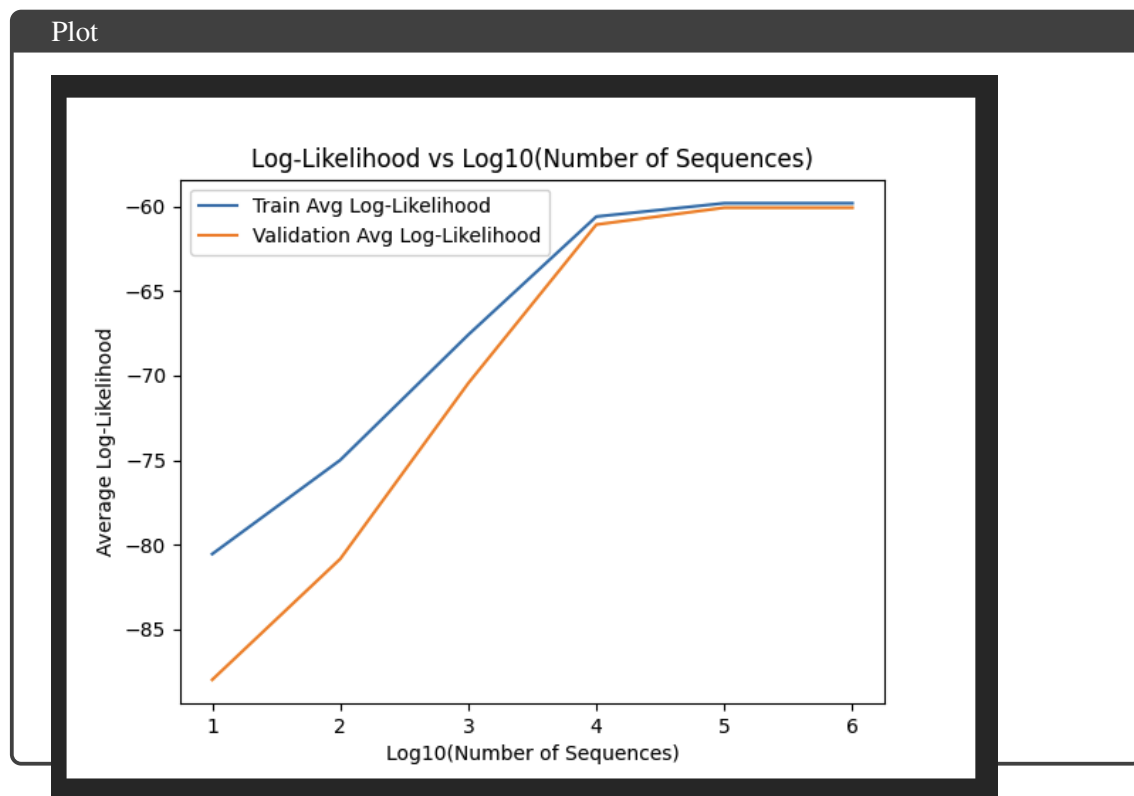 Plot
Log-Likelihood vs Log10(Number of Sequences)
Train Avg Log-Likelihood
Validation Avg Log-Likelihood
−60
−65
−70
−75
−80
−85
Average Log-Likelihood
1 2 3 4 5 6
Log10(Number of Sequences)